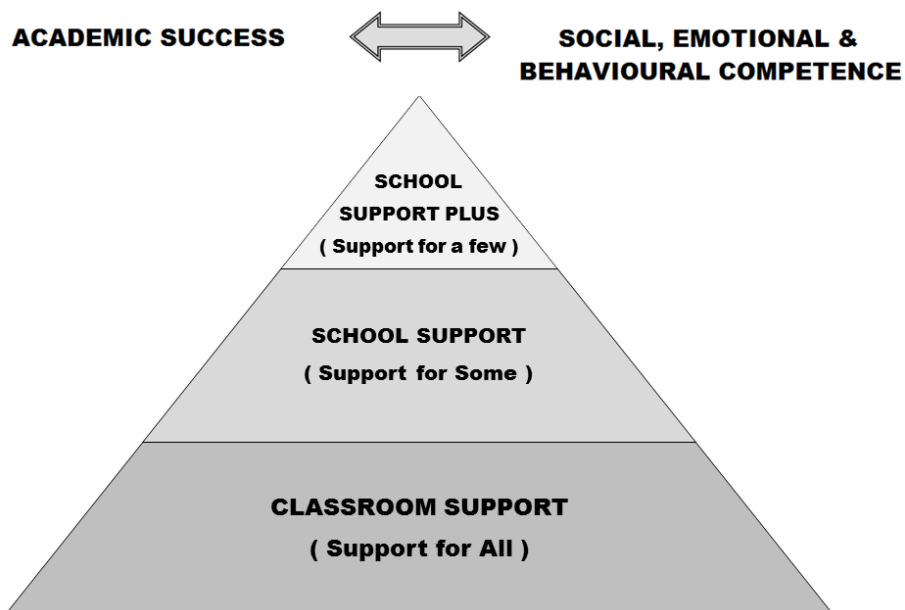 ACADEMIC SUCCESS
SOCIAL, EMOTIONAL &
BEHAVIOURAL COMPETENCE
SCHOOL
SUPPORT PLUS
( Support for a few )
SCHOOL SUPPORT
( Support for Some )
CLASSROOM SUPPORT
( Support for All )